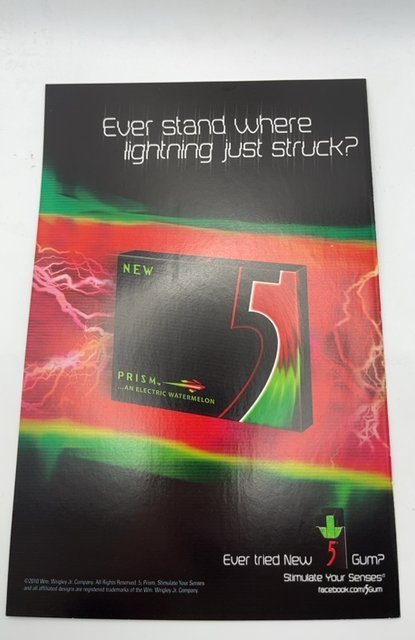 Ever stand where
lightning just struck?
NEW
5
PRISM™
...AN ELECTRIC WATERMELON
Ever tried New 5 Gum?
Stimulate Your Senses®
facebook.com/5Gum
©2010 Wm. Wrigley Jr. Company. All Rights Reserved. 5, Prism, Stimulate Your Senses
and all affiliated designs are registered trademarks of the Wm. Wrigley Jr. Company.